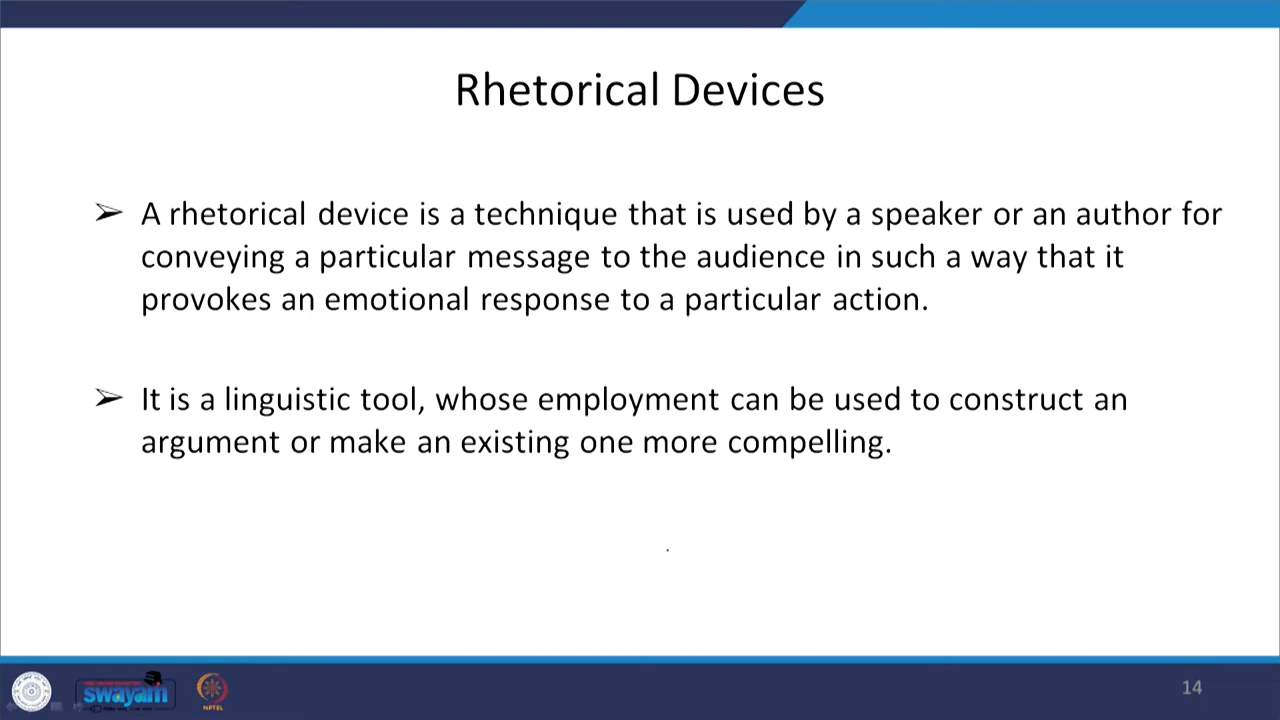 Rhetorical Devices
➢ A rhetorical device is a technique that is used by a speaker or an author for
conveying a particular message to the audience in such a way that it
provokes an emotional response to a particular action.
➢ It is a linguistic tool, whose employment can be used to construct an
argument or make an existing one more compelling.
swayam
NPTEL
14